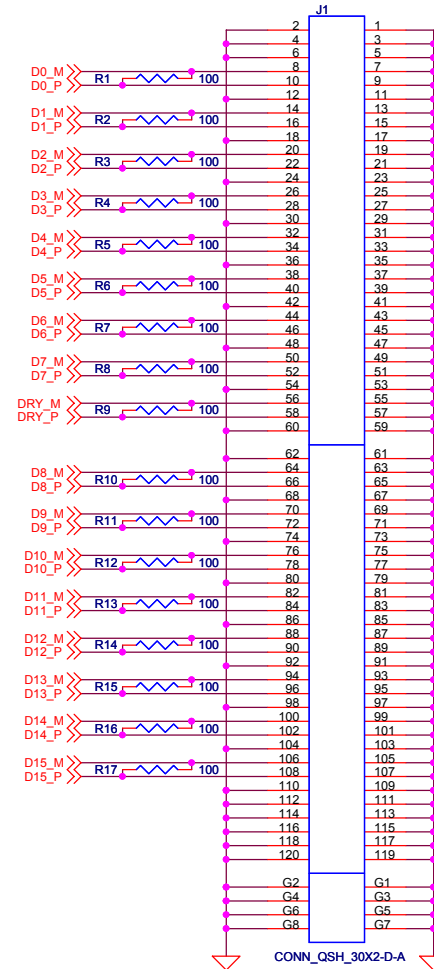 J1
2 1
4 3
6 5
D0_M 8 7
D0_P R1 100 10 9
12 11
D1_M 14 13
D1_P R2 100 16 15
18 17
D2_M 20 19
D2_P R3 100 22 21
24 23
D3_M 26 25
D3_P R4 100 28 27
30 29
D4_M 32 31
D4_P R5 100 34 33
36 35
D5_M 38 37
D5_P R6 100 40 39
42 41
D6_M 44 43
D6_P R7 100 46 45
48 47
D7_M 50 49
D7_P R8 100 52 51
54 53
DRY_M 56 55
DRY_P R9 100 58 57
60 59
62 61
D8_M 64 63
D8_P R10 100 66 65
68 67
D9_M 70 69
D9_P R11 100 72 71
74 73
D10_M 76 75
D10_P R12 100 78 77
80 79
D11_M 82 81
D11_P R13 100 84 83
86 85
D12_M 88 87
D12_P R14 100 90 89
92 91
D13_M 94 93
D13_P R15 100 96 95
98 97
D14_M 100 99
D14_P R16 100 102 101
104 103
D15_M 106 105
D15_P R17 100 108 107
110 109
112 111
114 113
116 115
118 117
120 119
G2 G1
G4 G3
G6 G5
G8 G7
CONN_QSH_30X2-D-A